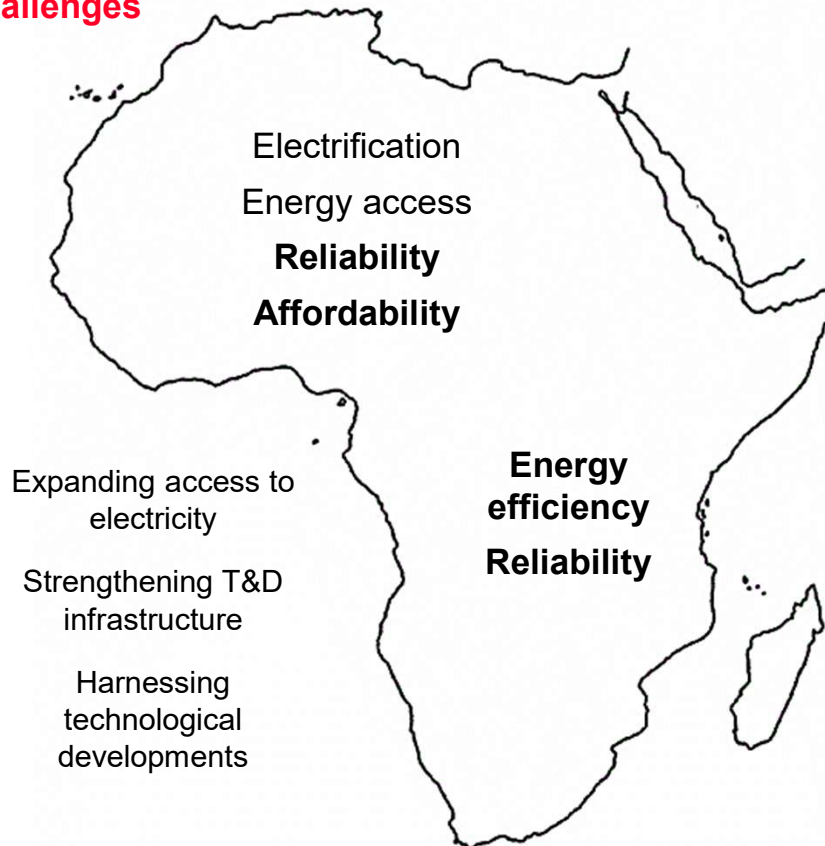 allenges
Electrification
Energy access
Reliability
Affordability
Energy
efficiency
Reliability
Expanding access to
electricity
Strengthening T&D
infrastructure
Harnessing
technological
developments